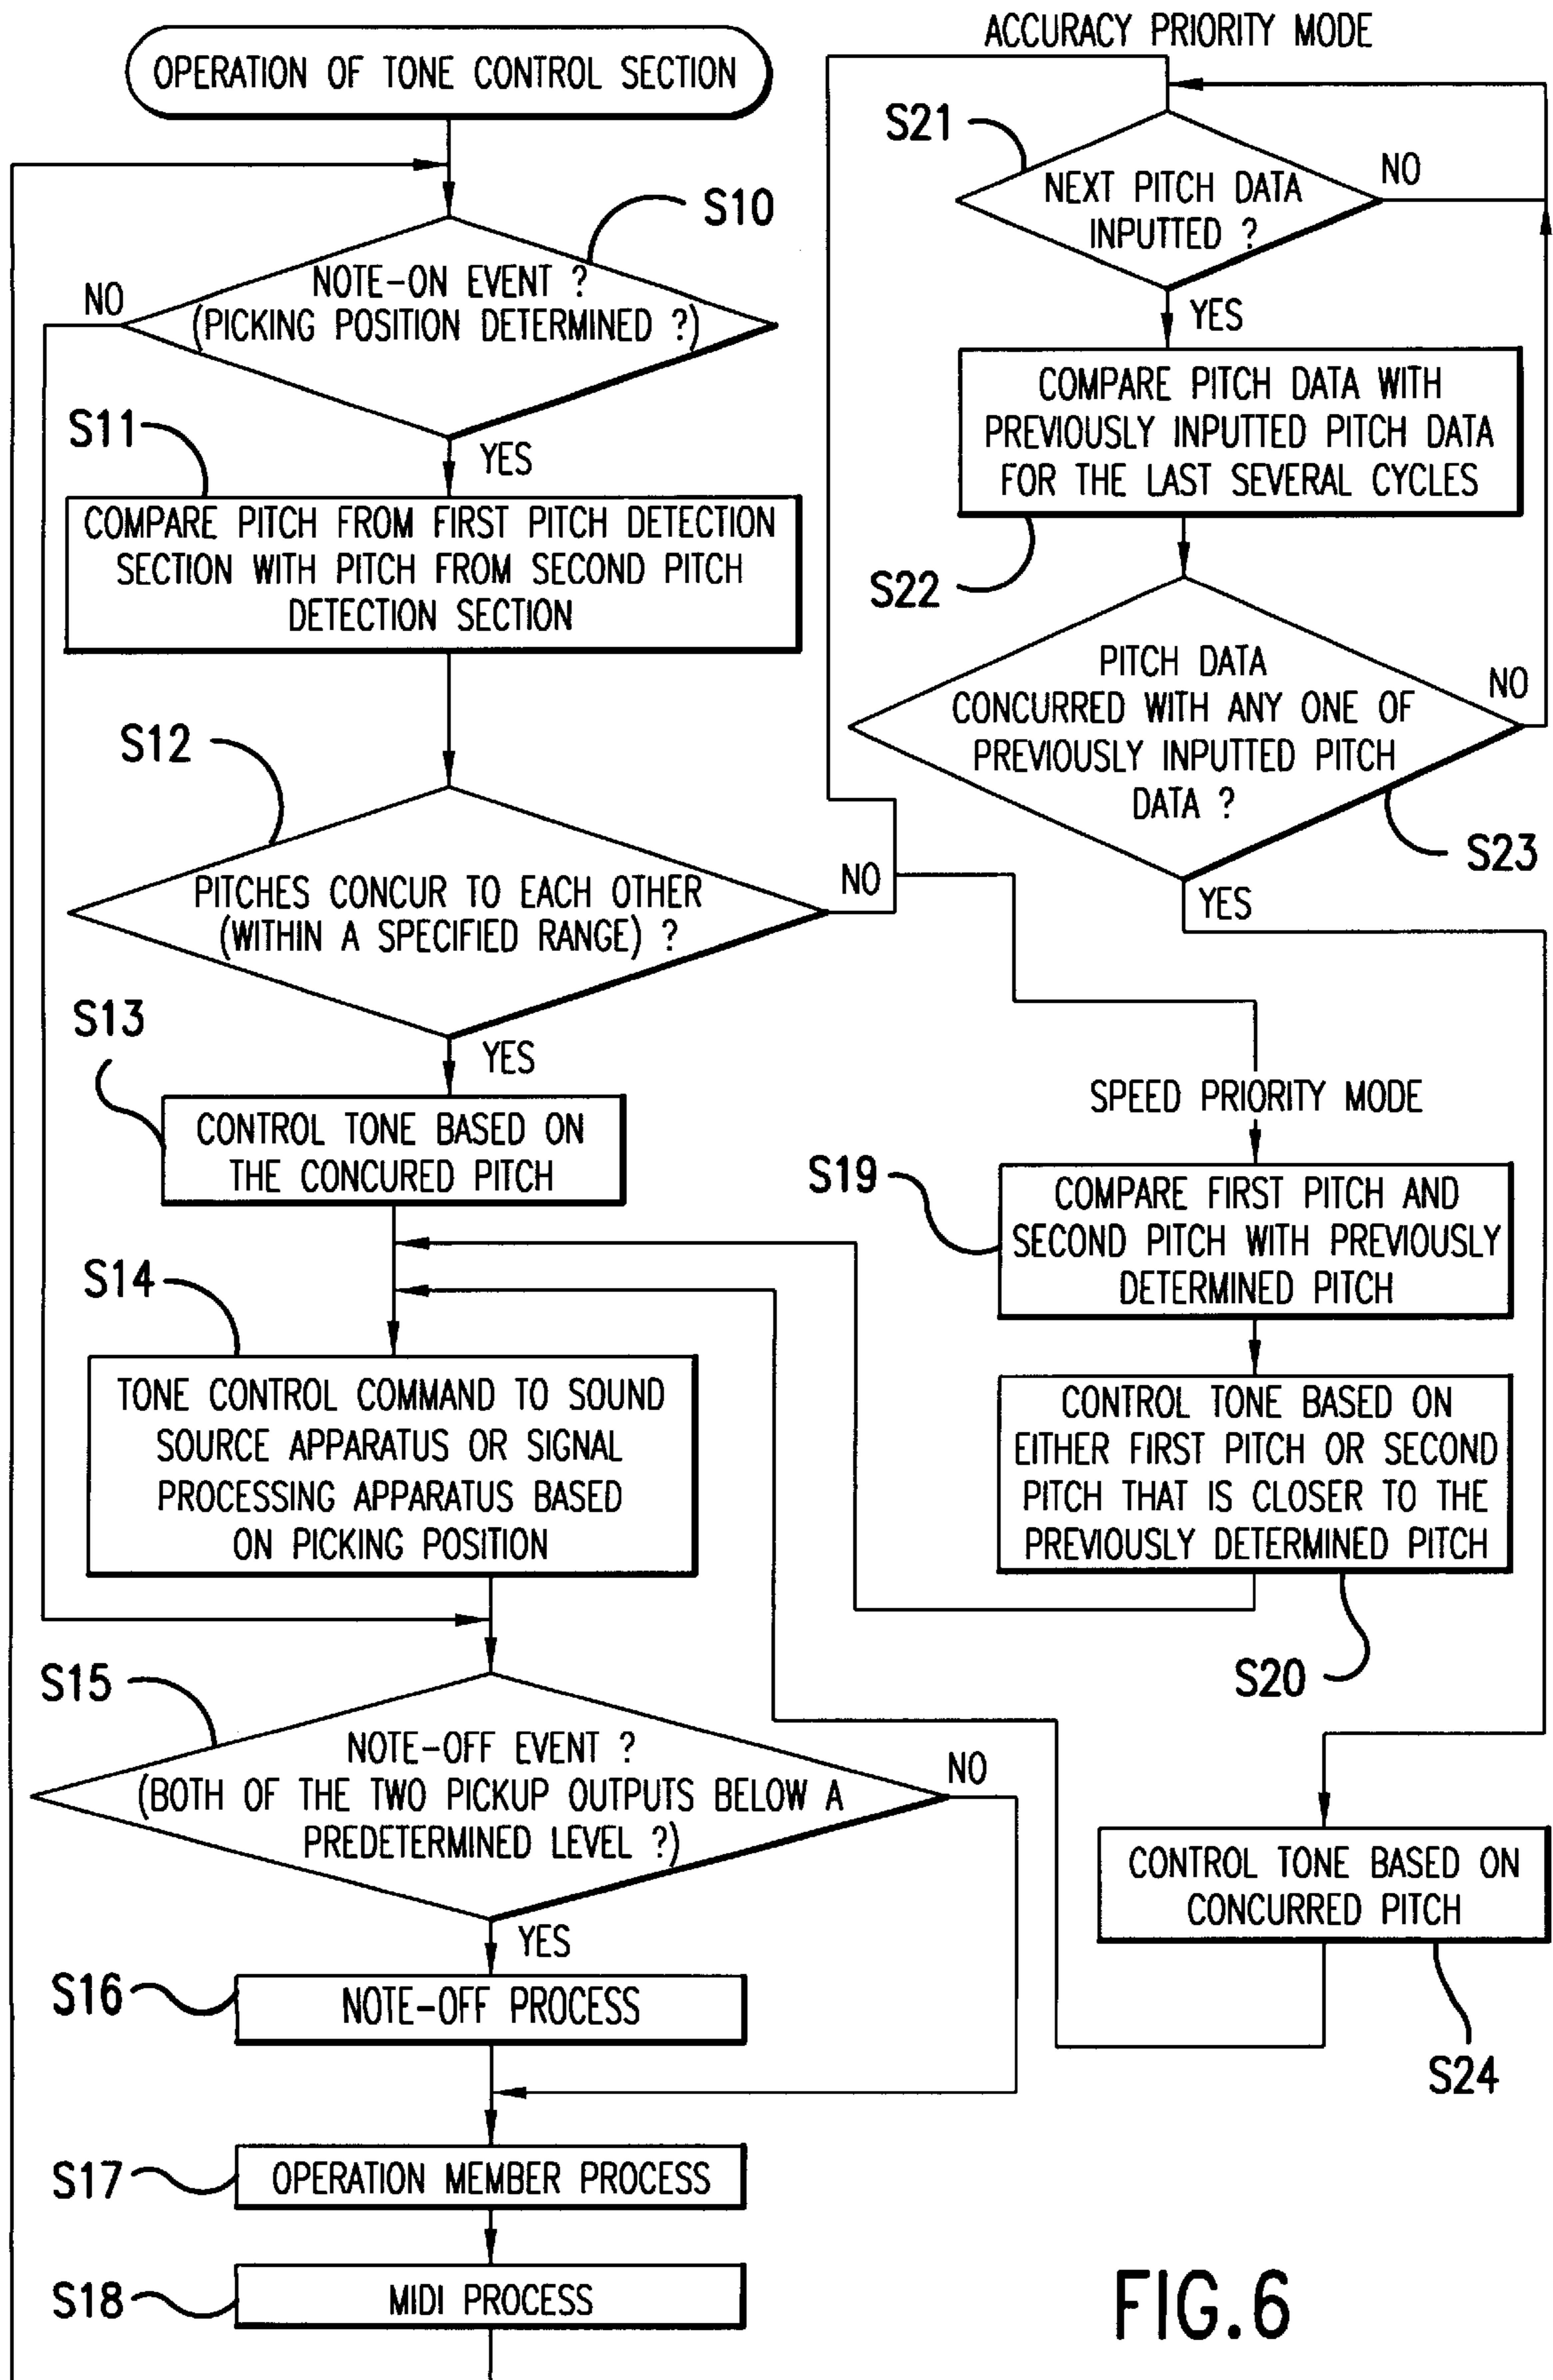 OPERATION OF TONE CONTROL SECTION
S10
NOTE-ON EVENT ?
(PICKING POSITION DETERMINED ?)
NO
YES
S11
COMPARE PITCH FROM FIRST PITCH DETECTION
SECTION WITH PITCH FROM SECOND PITCH
DETECTION SECTION
S12
PITCHES CONCUR TO EACH OTHER
(WITHIN A SPECIFIED RANGE) ?
NO
YES
S13
CONTROL TONE BASED ON
THE CONCURED PITCH
S14
TONE CONTROL COMMAND TO SOUND
SOURCE APPARATUS OR SIGNAL
PROCESSING APPARATUS BASED
ON PICKING POSITION
S15
NOTE-OFF EVENT ?
(BOTH OF THE TWO PICKUP OUTPUTS BELOW A
PREDETERMINED LEVEL ?)
NO
YES
S16
NOTE-OFF PROCESS
S17
OPERATION MEMBER PROCESS
S18
MIDI PROCESS
ACCURACY PRIORITY MODE
S21
NEXT PITCH DATA
INPUTTED ?
NO
YES
COMPARE PITCH DATA WITH
PREVIOUSLY INPUTTED PITCH DATA
FOR THE LAST SEVERAL CYCLES
S22
PITCH DATA
CONCURRED WITH ANY ONE OF
PREVIOUSLY INPUTTED PITCH
DATA ?
NO
S23
YES
SPEED PRIORITY MODE
S19
COMPARE FIRST PITCH AND
SECOND PITCH WITH PREVIOUSLY
DETERMINED PITCH
CONTROL TONE BASED ON
EITHER FIRST PITCH OR SECOND
PITCH THAT IS CLOSER TO THE
PREVIOUSLY DETERMINED PITCH
S20
CONTROL TONE BASED ON
CONCURRED PITCH
S24
FIG.6